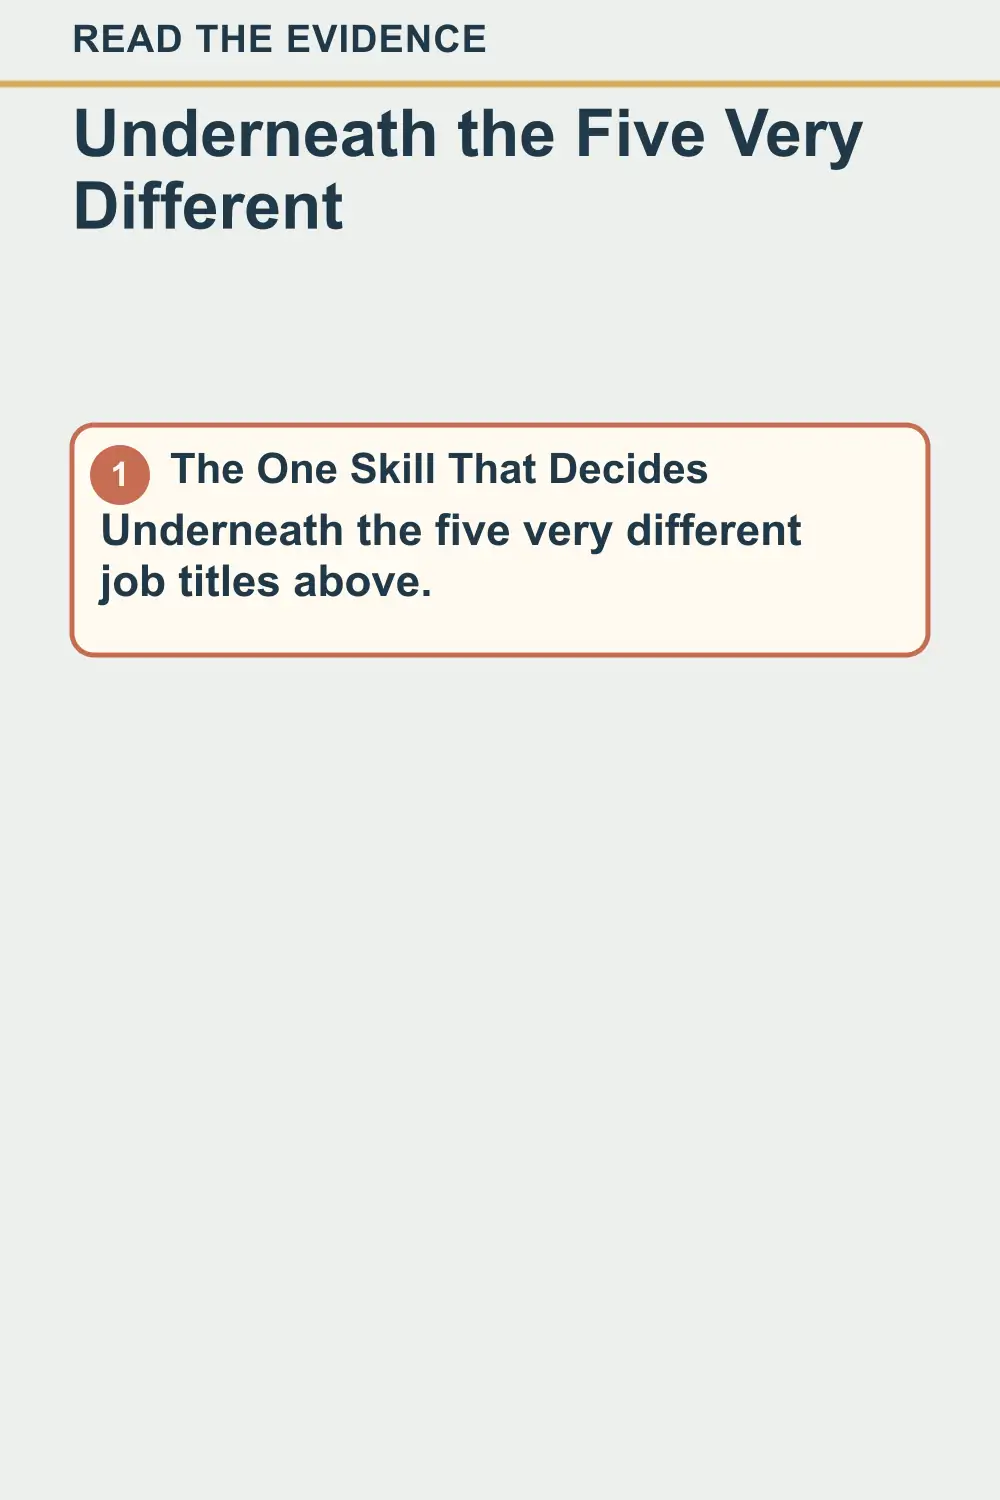 READ THE EVIDENCE
Underneath the Five Very
Different
1 The One Skill That Decides
Underneath the five very different
job titles above.